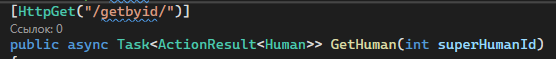 [HttpGet("/getbyid/")]
Ссылок: 0
public async Task<ActionResult<Human>> GetHuman(int superHumanId)
{